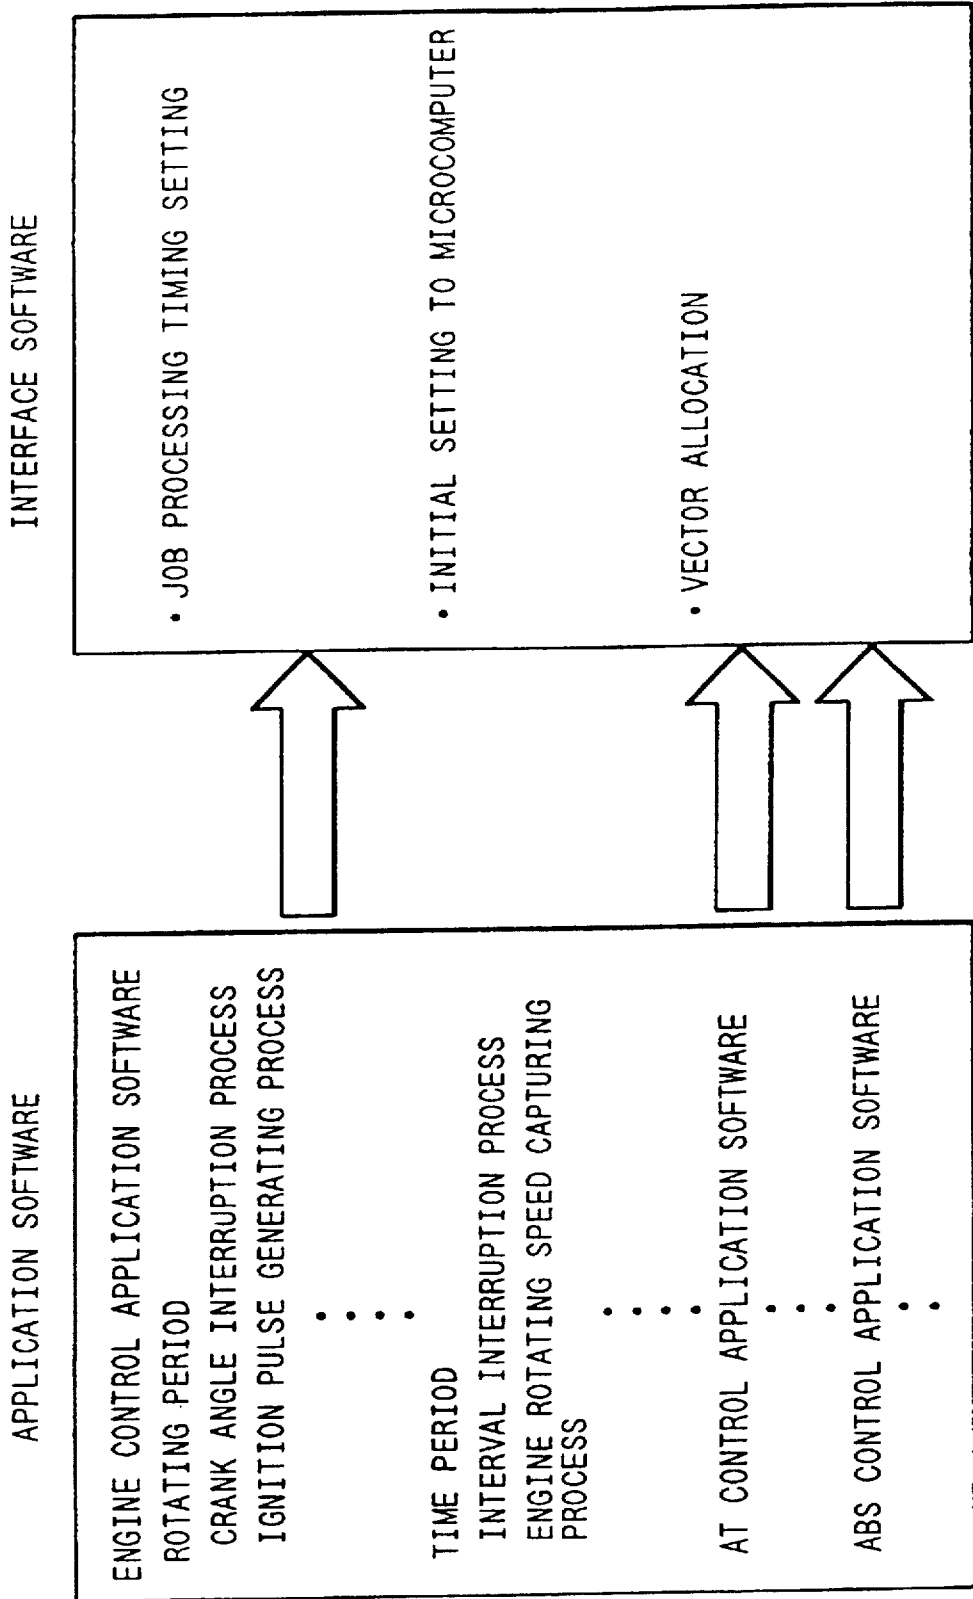 APPLICATION SOFTWARE
ENGINE CONTROL APPLICATION SOFTWARE
ROTATING PERIOD
CRANK ANGLE INTERRUPTION PROCESS
IGNITION PULSE GENERATING PROCESS
TIME PERIOD
INTERVAL INTERRUPTION PROCESS
ENGINE ROTATING SPEED CAPTURING
PROCESS
AT CONTROL APPLICATION SOFTWARE
ABS CONTROL APPLICATION SOFTWARE
INTERFACE SOFTWARE
• JOB PROCESSING TIMING SETTING
• INITIAL SETTING TO MICROCOMPUTER
• VECTOR ALLOCATION